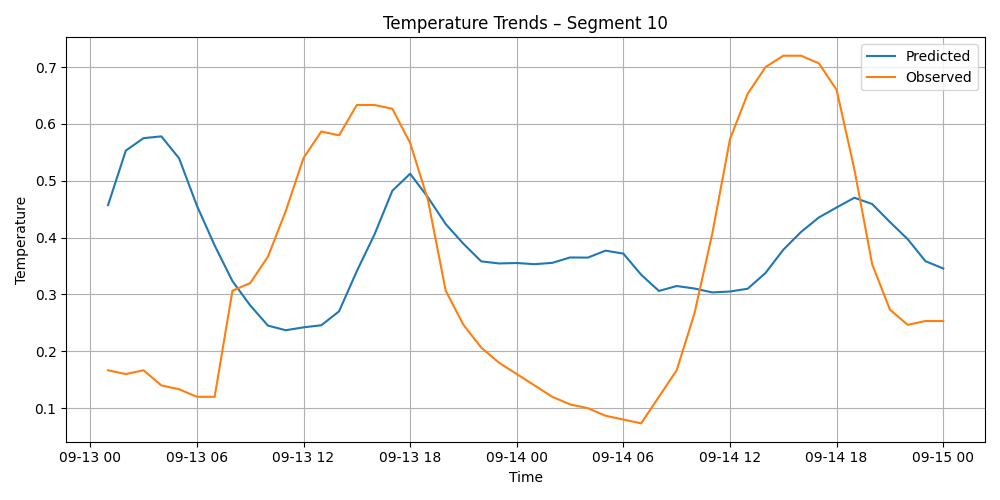 Temperature Trends – Segment 10
Predicted
Observed
Temperature
0.7
0.6
0.5
0.4
0.3
0.2
0.1
09-13 00 09-13 06 09-13 12 09-13 18 09-14 00 09-14 06 09-14 12 09-14 18 09-15 00
Time